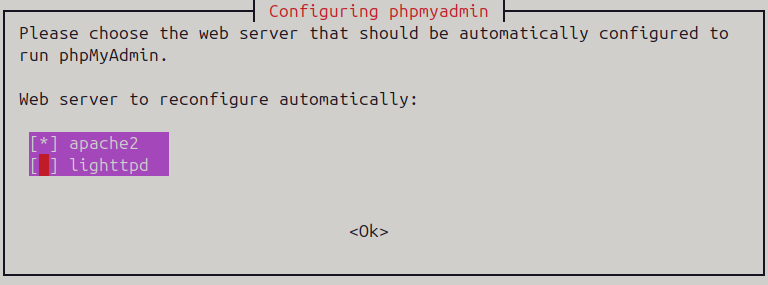 Configuring phpmyadmin
Please choose the web server that should be automatically configured to
run phpMyAdmin.
Web server to reconfigure automatically:
[*] apache2
[ ] lighttpd
<Ok>